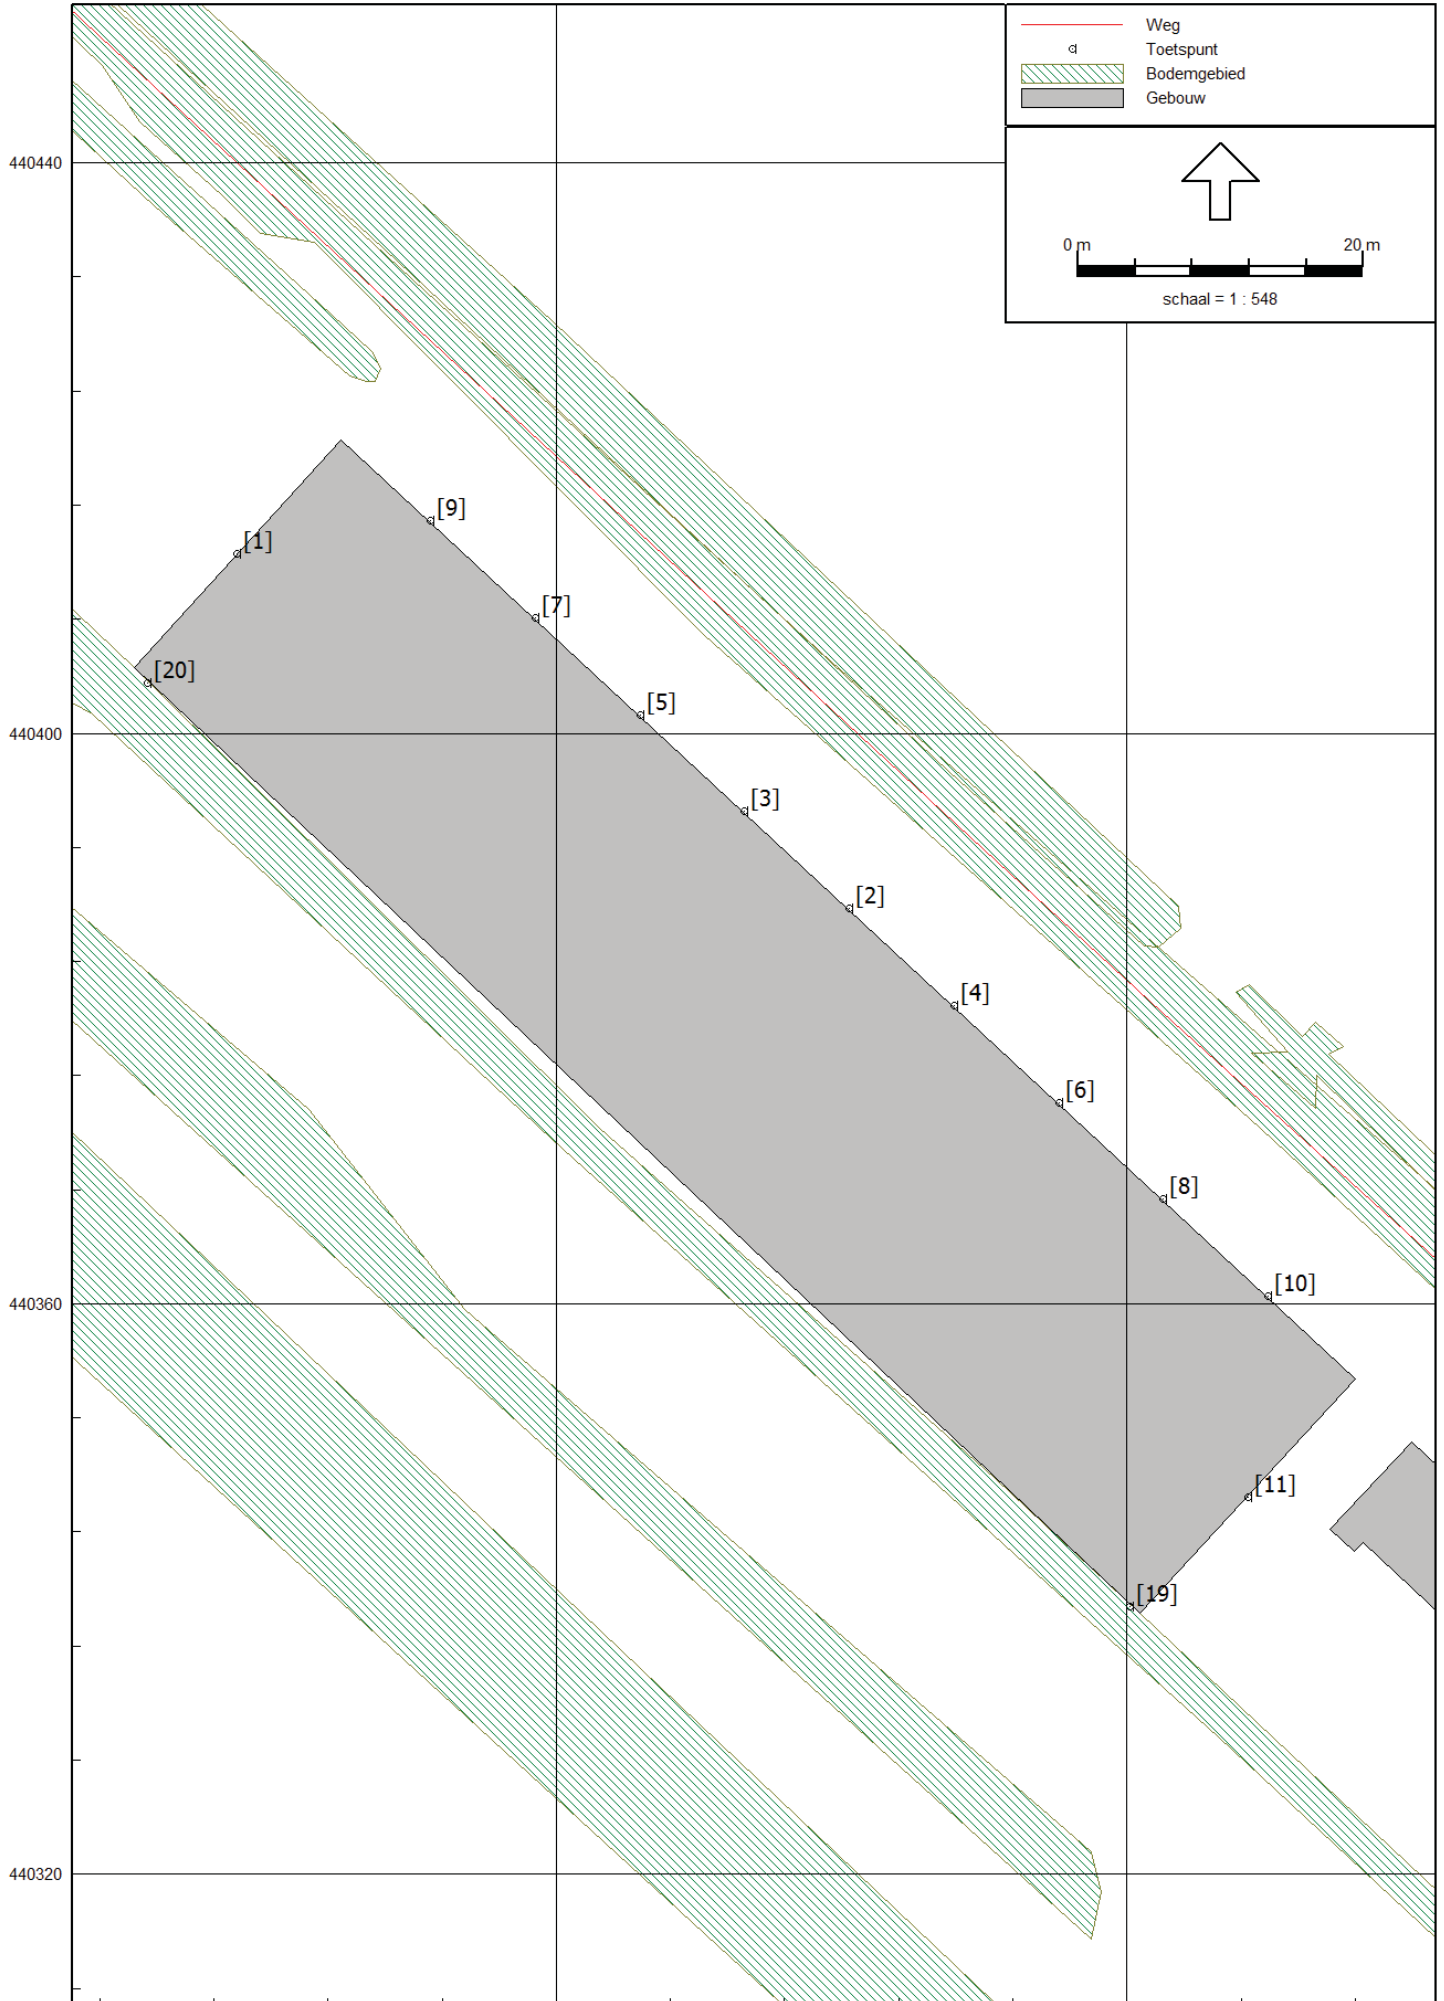 Weg
Toetspunt
Bodemgebied
Gebouw
440440
0 m 20 m
schaal = 1 : 548
[9]
[1]
[7]
[20]
[5]
440400
[3]
[2]
[4]
[6]
[8]
[10]
440360
[11]
[19]
440320